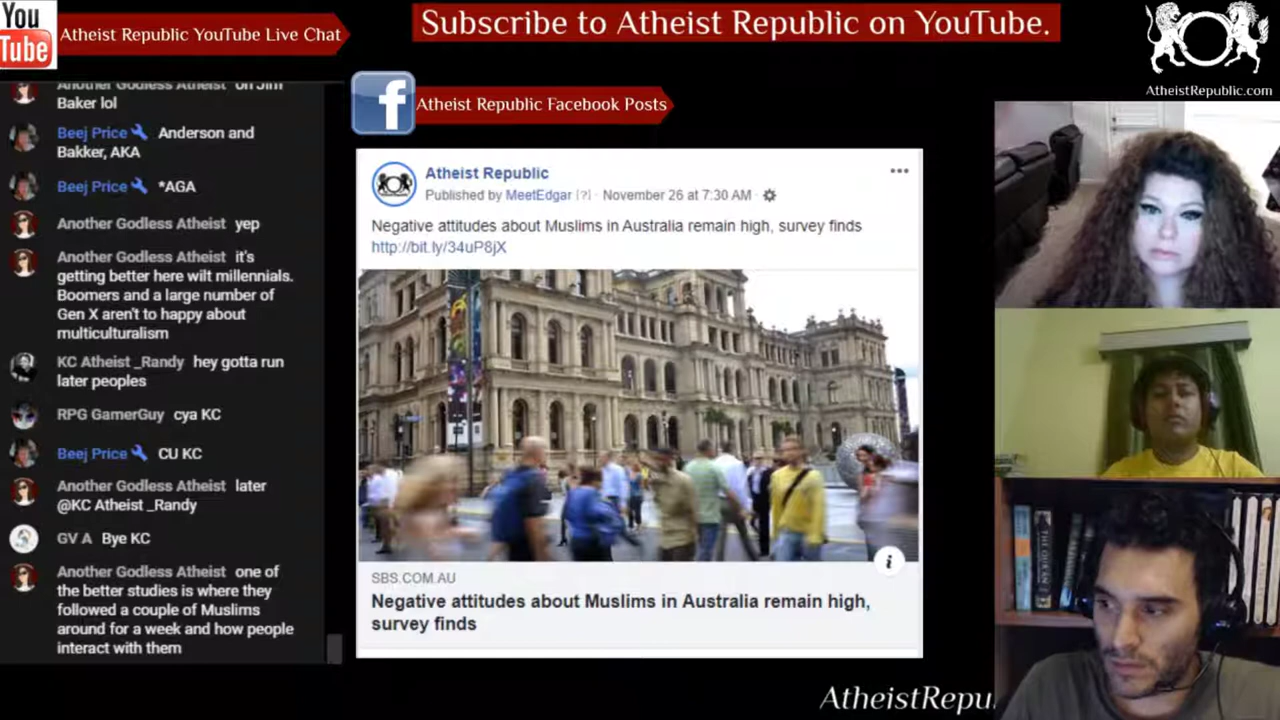 You
Tube
Atheist Republic YouTube Live Chat
Subscribe to Atheist Republic on YouTube.
AtheistRepublic.com
Atheist Republic Facebook Posts
Another Godless Atheist on Jim
Baker lol
Beej Price Anderson and
Bakker, AKA
Beej Price *AGA
Another Godless Atheist yep
Another Godless Atheist it's
getting better here wilt millennials.
Boomers and a large number of
Gen X aren't to happy about
multiculturalism
KC Atheist _Randy hey gotta run
later peoples
RPG GamerGuy cya KC
Beej Price CU KC
Another Godless Atheist later
@KC Atheist _Randy
GV A Bye KC
Another Godless Atheist one of
the better studies is where they
followed a couple of Muslims
around for a week and how people
interact with them
Atheist Republic
Published by MeetEdgar [?] · November 26 at 7:30 AM ·
Negative attitudes about Muslims in Australia remain high, survey finds
http://bit.ly/34uP8jX
SBS.COM.AU
Negative attitudes about Muslims in Australia remain high,
survey finds
THE QURAN
AtheistRepu